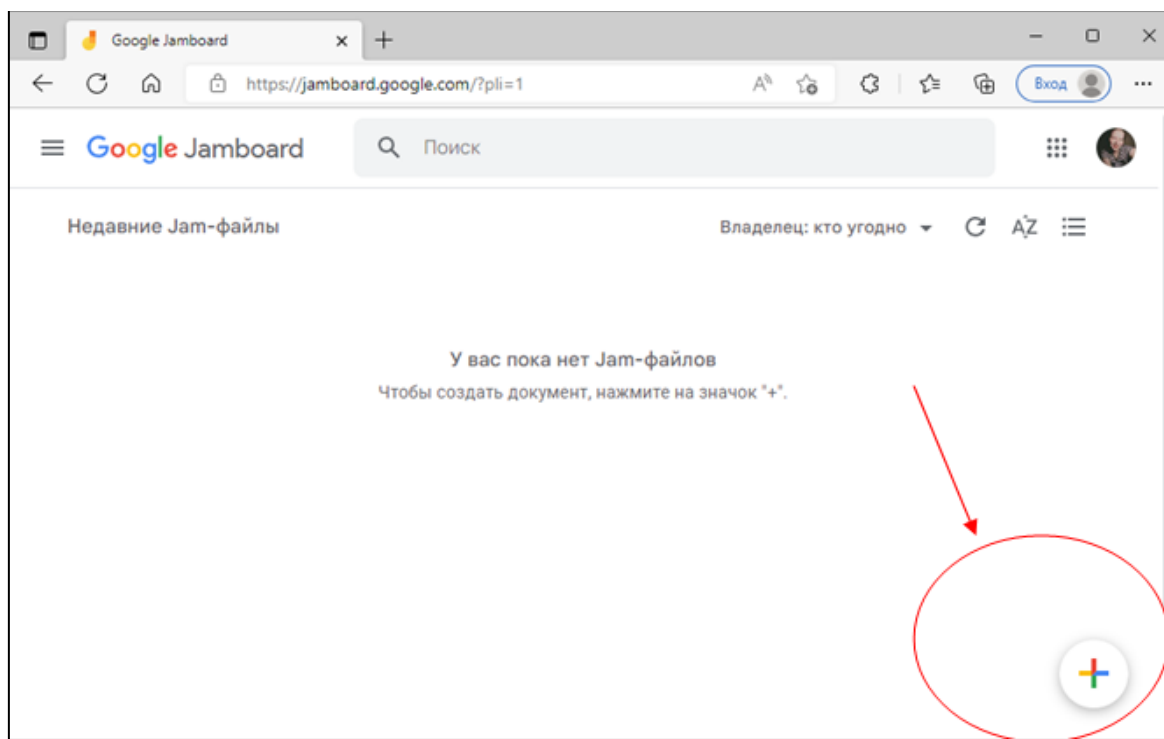 Google Jamboard
https://jamboard.google.com/?pli=1
Вход
Google Jamboard
Поиск
Недавние Jam-файлы
Владелец: кто угодно
AZ
У вас пока нет Jam-файлов
Чтобы создать документ, нажмите на значок "+".